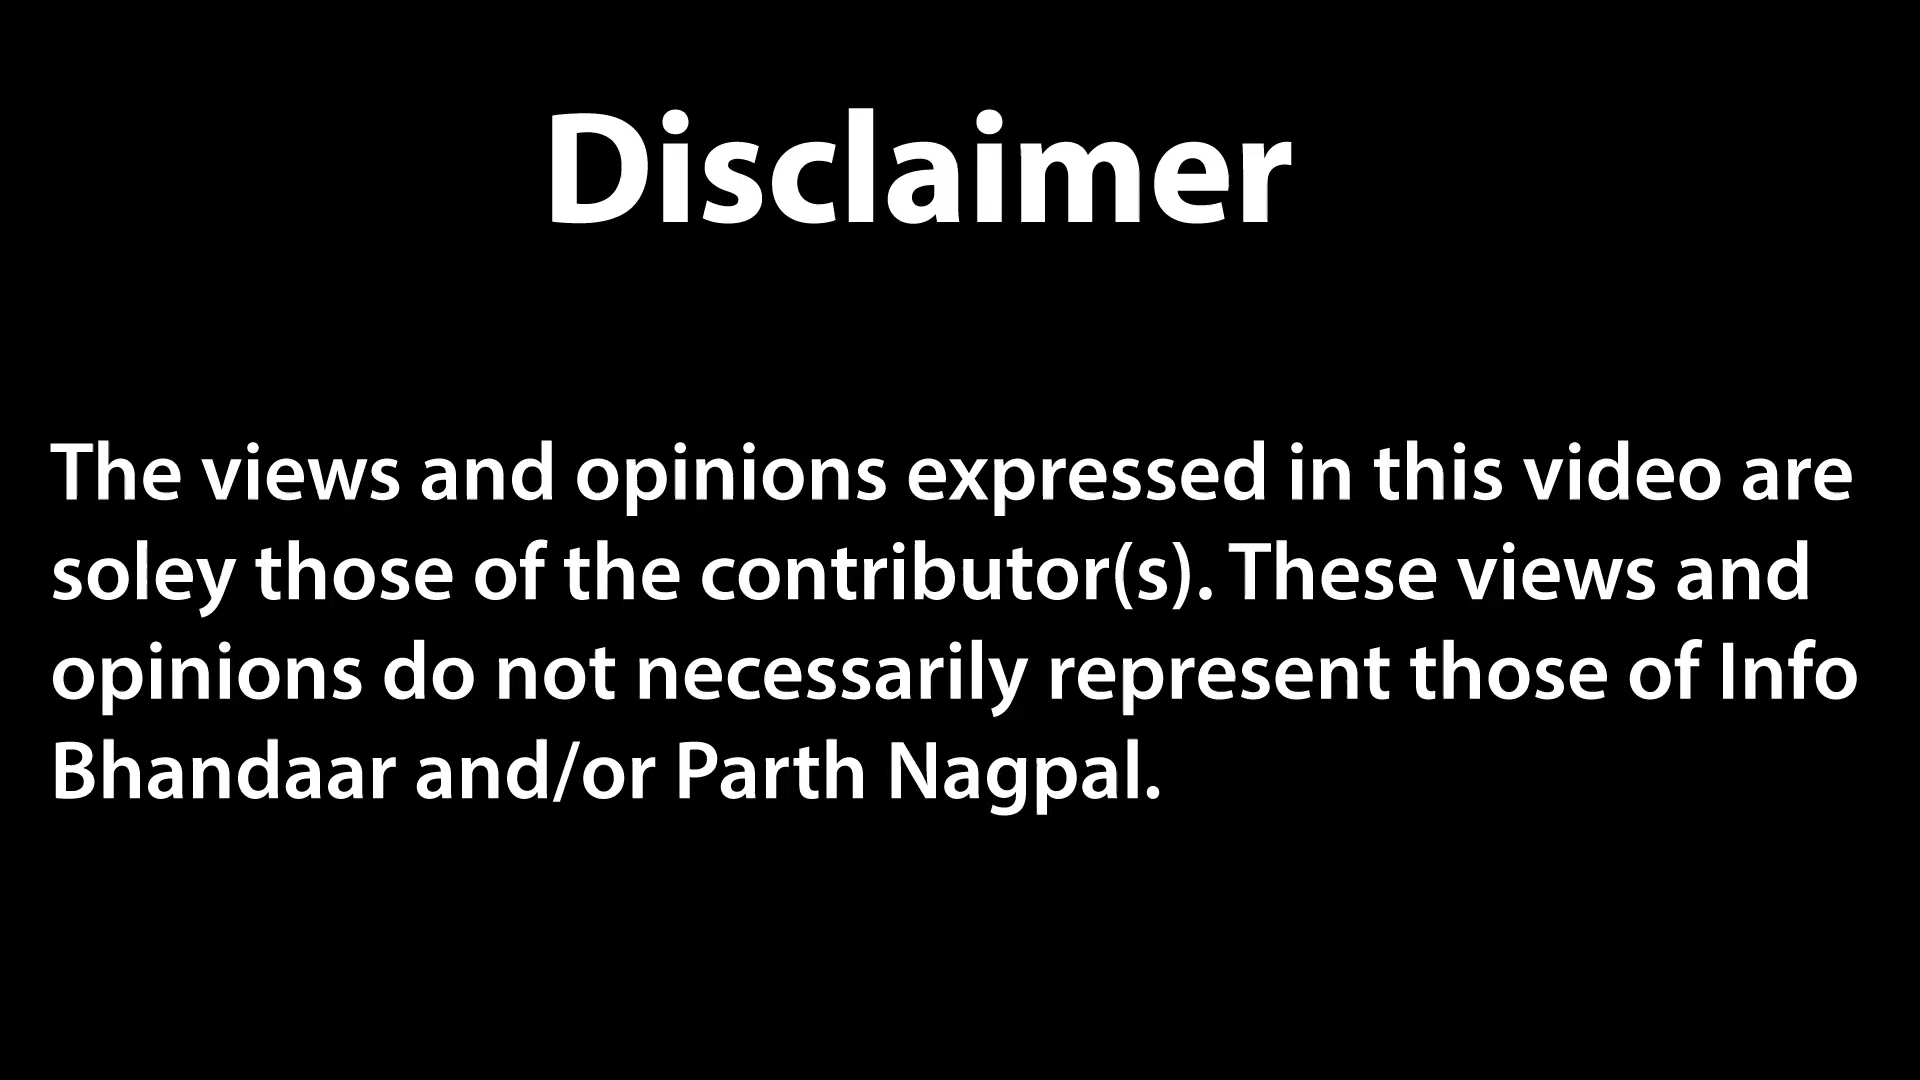 Disclaimer
The views and opinions expressed in this video are
soley those of the contributor(s). These views and
opinions do not necessarily represent those of Info
Bhandaar and/or Parth Nagpal.